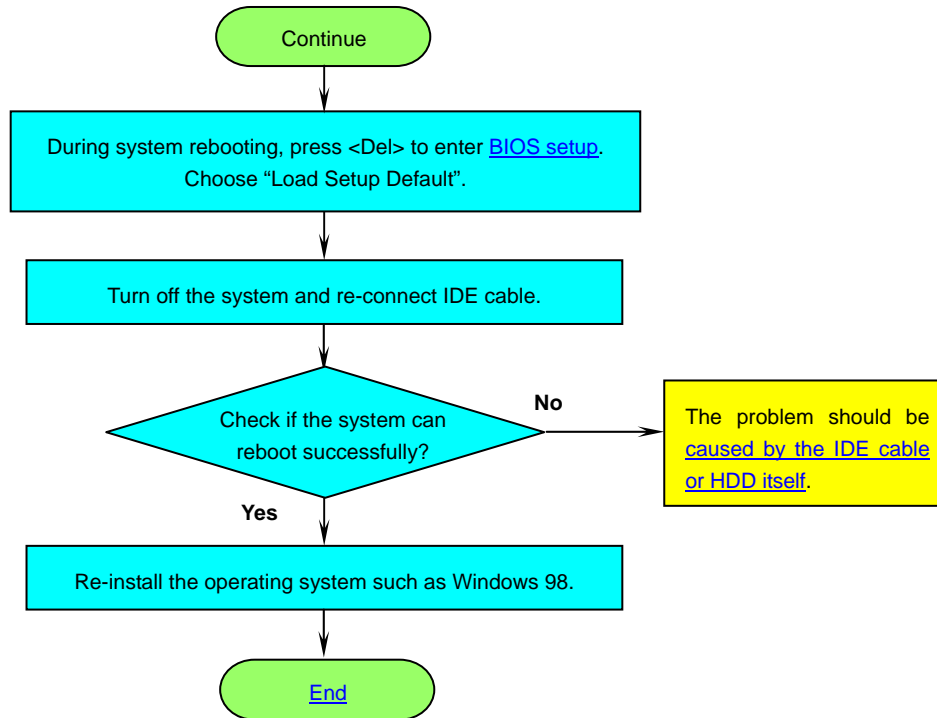 Continue
During system rebooting, press <Del> to enter BIOS setup.
Choose “Load Setup Default”.
Turn off the system and re-connect IDE cable.
Check if the system can
reboot successfully?
No
The problem should be
caused by the IDE cable
or HDD itself.
Yes
Re-install the operating system such as Windows 98.
End